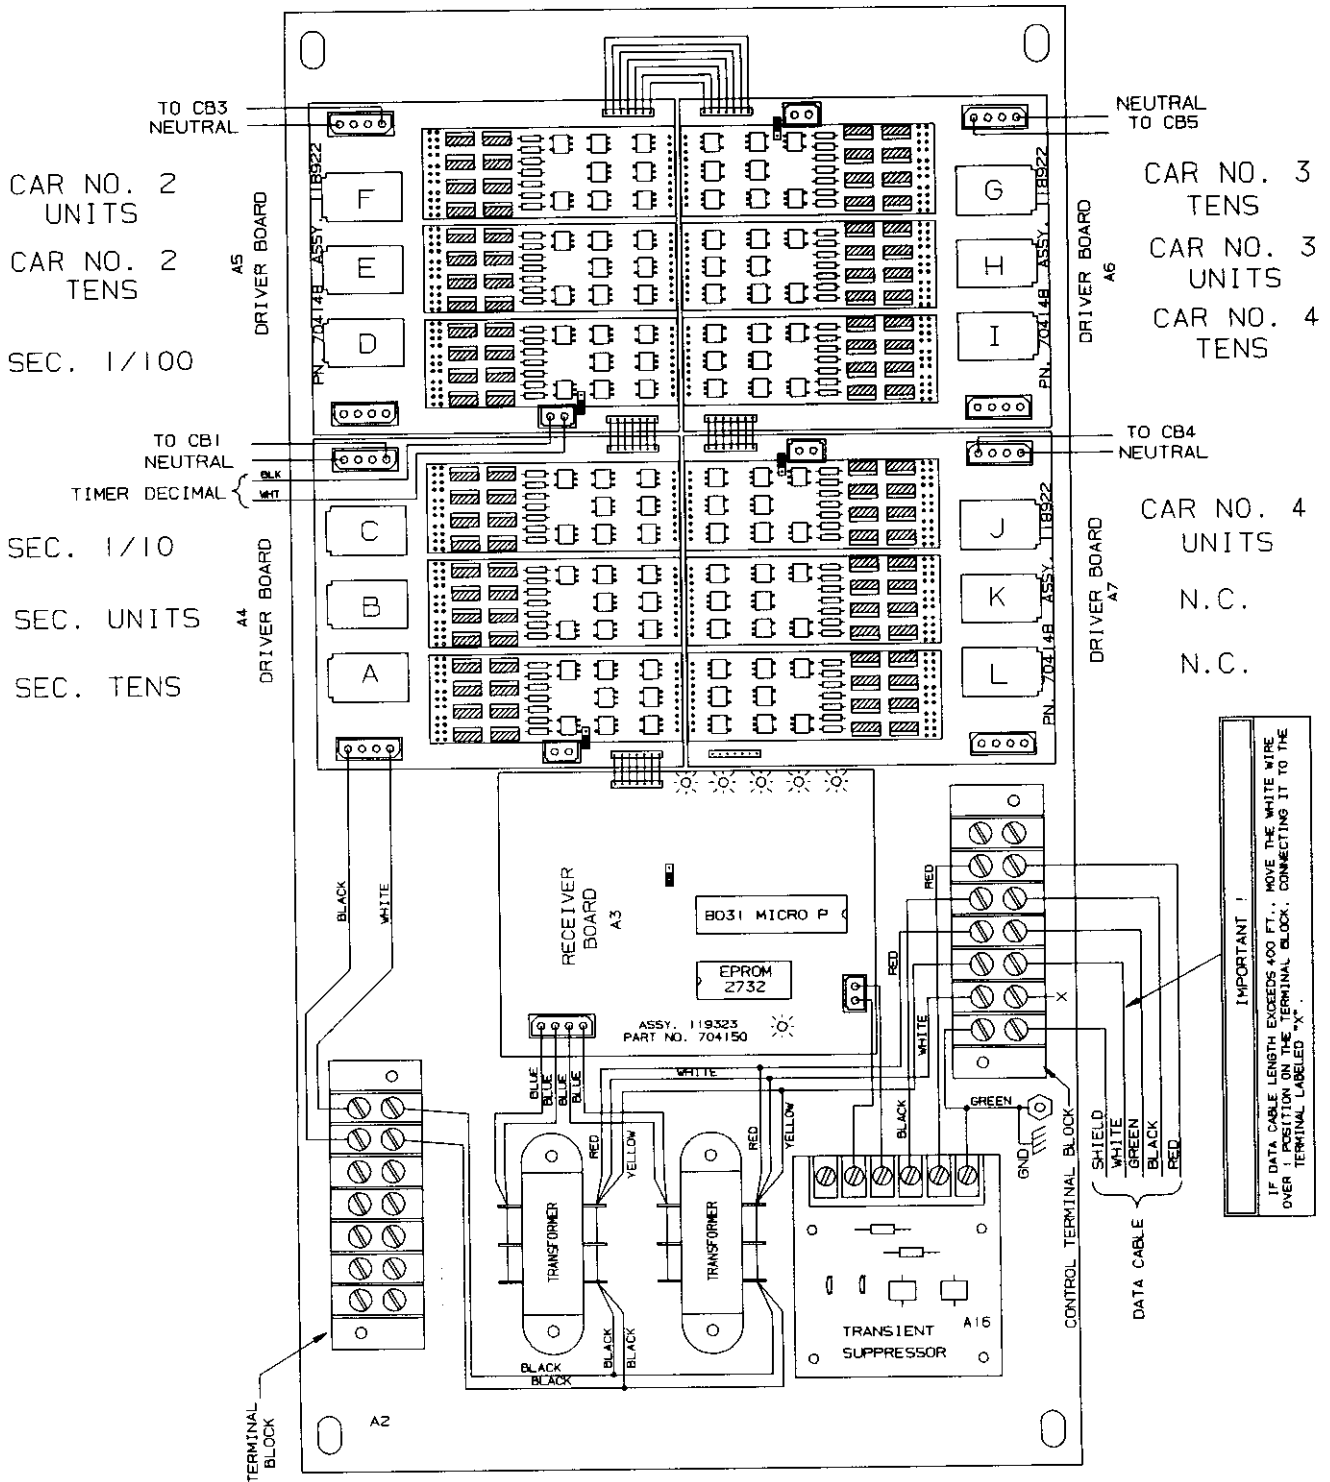 TO CB3
NEUTRAL
NEUTRAL
TO CB5
CAR NO. 2
UNITS
CAR NO. 2
TENS
SEC. 1/100
A5
DRIVER BOARD
PN. 704148 ASSY. 118922
F
E
D
G
H
I
PN. 704148 ASSY. 118922
DRIVER BOARD
A6
CAR NO. 3
TENS
CAR NO. 3
UNITS
CAR NO. 4
TENS
TO CB1
NEUTRAL
TIMER DECIMAL
BLK
WHT
TO CB4
NEUTRAL
SEC. 1/10
SEC. UNITS
SEC. TENS
A4
DRIVER BOARD
C
B
A
J
K
L
PN. 704148 ASSY. 118922
DRIVER BOARD
A7
CAR NO. 4
UNITS
N.C.
N.C.
BLACK
WHITE
RECEIVER
BOARD
A3
8031 MICRO P
EPROM
2732
ASSY. 119323
PART NO. 704150
RED
RED
WHITE
X
IMPORTANT !
IF DATA CABLE LENGTH EXCEEDS 400 FT., MOVE THE WHITE WIRE
OVER 1 POSITION ON THE TERMINAL BLOCK, CONNECTING IT TO THE
TERMINAL LABELED "X".
BLUE
BLUE
BLUE
BLUE
WHITE
RED
YELLOW
RED
YELLOW
BLACK
GREEN
GND
CONTROL TERMINAL BLOCK
SHIELD
WHITE
GREEN
BLACK
RED
DATA CABLE
TRANSFORMER
TRANSFORMER
TRANSIENT
SUPPRESSOR
A16
BLACK
BLACK
BLACK
BLACK
TERMINAL
BLOCK
A2